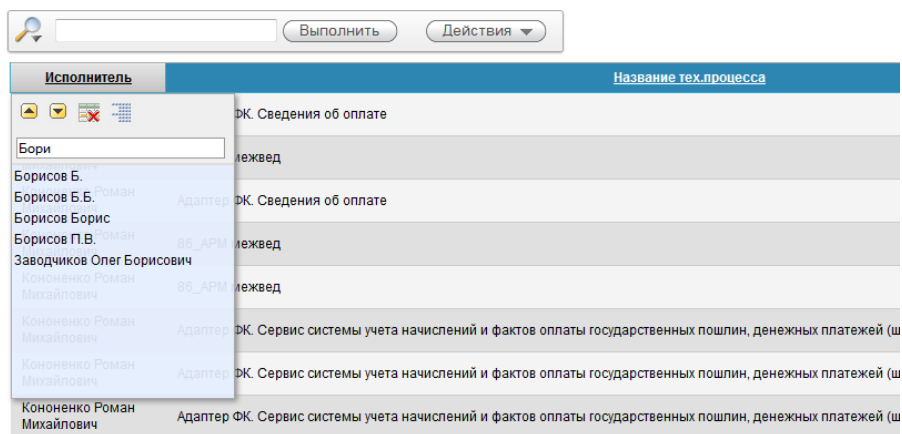 Выполнить
Действия
Исполнитель
Название тех.процесса
ФК. Сведения об оплате
Бори
межвед
Борисов Б.
Кононенко Роман
Борисов Б.Б.
Адаптер ФК. Сведения об оплате
Борисов Борис
Борисов П.В.
86_АРМ межвед
Заводчиков Олег Борисович
Кононенко Роман
Михайлович
86_АРМ межвед
Кононенко Роман
Михайлович
Адаптер ФК. Сервис системы учета начислений и фактов оплаты государственных пошлин, денежных платежей (ш
Кононенко Роман
Михайлович
Адаптер ФК. Сервис системы учета начислений и фактов оплаты государственных пошлин, денежных платежей (ш
Кононенко Роман
Михайлович
Адаптер ФК. Сервис системы учета начислений и фактов оплаты государственных пошлин, денежных платежей (ш